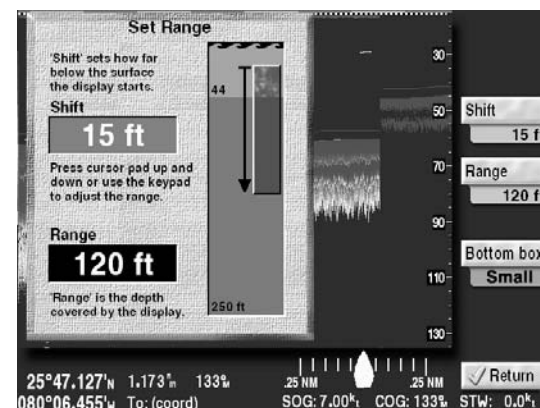 Set Range
'Shift' sets how far
below the surface
the display starts.
Shift
15 ft
Press cursor pad up and
down or use the keypad
to adjust the range.
Range
120 ft
'Range' is the depth
covered by the display.
44
250 ft
30
50
70
90
110
130
Shift
15 f
Range
120 f
Bottom box
Small
Return
25°47.127'N 1.173 133
080°06.455'W To: (coord)
.25 NM .25 NM
SOG: 7.00kt COG: 133 STW: 0.0k